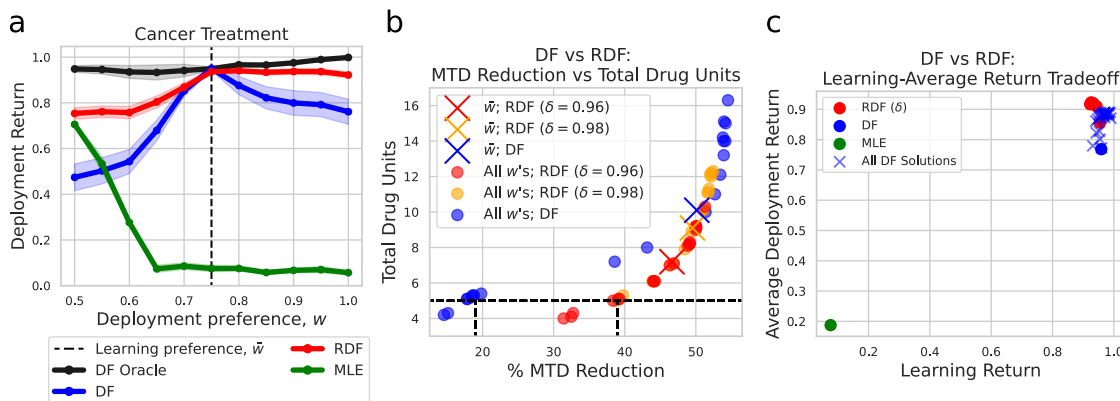 a
Cancer Treatment
Deployment Return
1.0
0.8
0.6
0.4
0.2
0.0
0.5 0.6 0.7 0.8 0.9 1.0
Deployment preference, w
Learning preference, w̄
DF Oracle
DF
RDF
MLE
b
DF vs RDF:
MTD Reduction vs Total Drug Units
Total Drug Units
16
14
12
10
8
6
4
w̄; RDF (δ = 0.96)
w̄; RDF (δ = 0.98)
w̄; DF
All w's; RDF (δ = 0.96)
All w's; RDF (δ = 0.98)
All w's; DF
20 30 40 50
% MTD Reduction
c
DF vs RDF:
Learning-Average Return Tradeoff
Average Deployment Return
0.9
0.8
0.7
0.6
0.5
0.4
0.3
0.2
RDF (δ)
DF
MLE
All DF Solutions
0.2 0.4 0.6 0.8 1.0
Learning Return